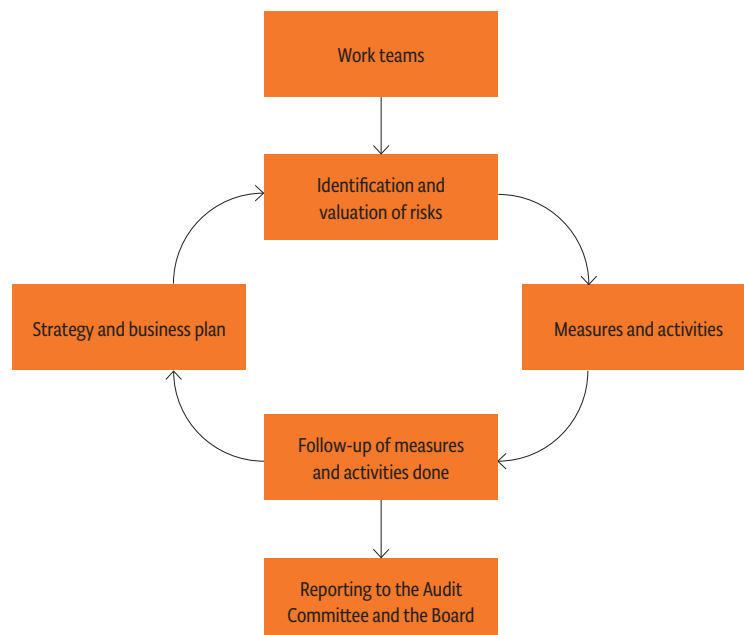 Work teams
Identification and
valuation of risks
Strategy and business plan
Measures and activities
Follow-up of measures
and activities done
Reporting to the Audit
Committee and the Board